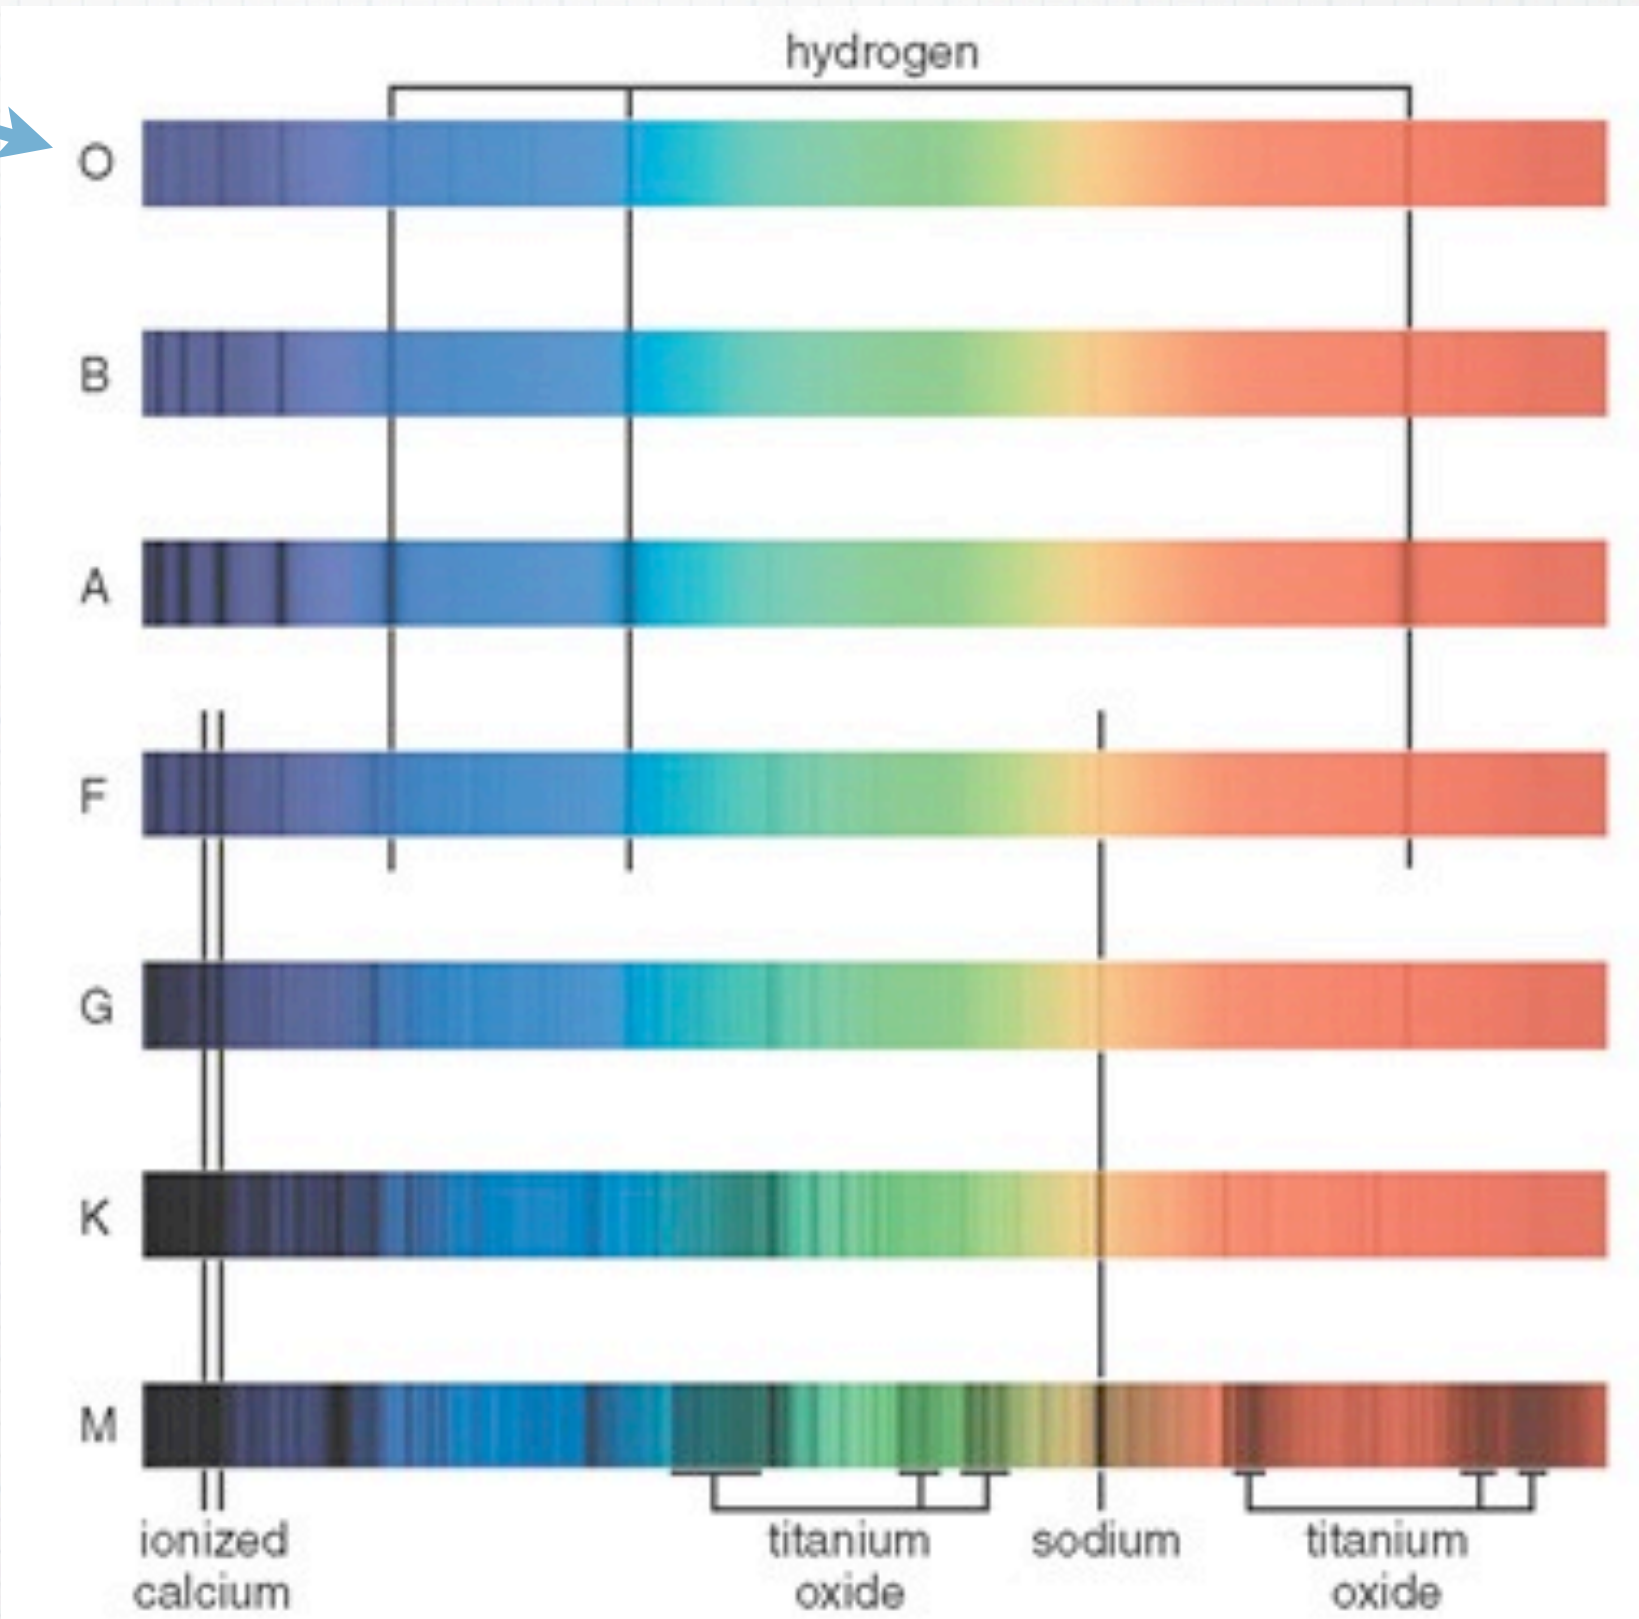 hydrogen
O
B
A
F
G
K
M
ionized
calcium
titanium
oxide
sodium
titanium
oxide